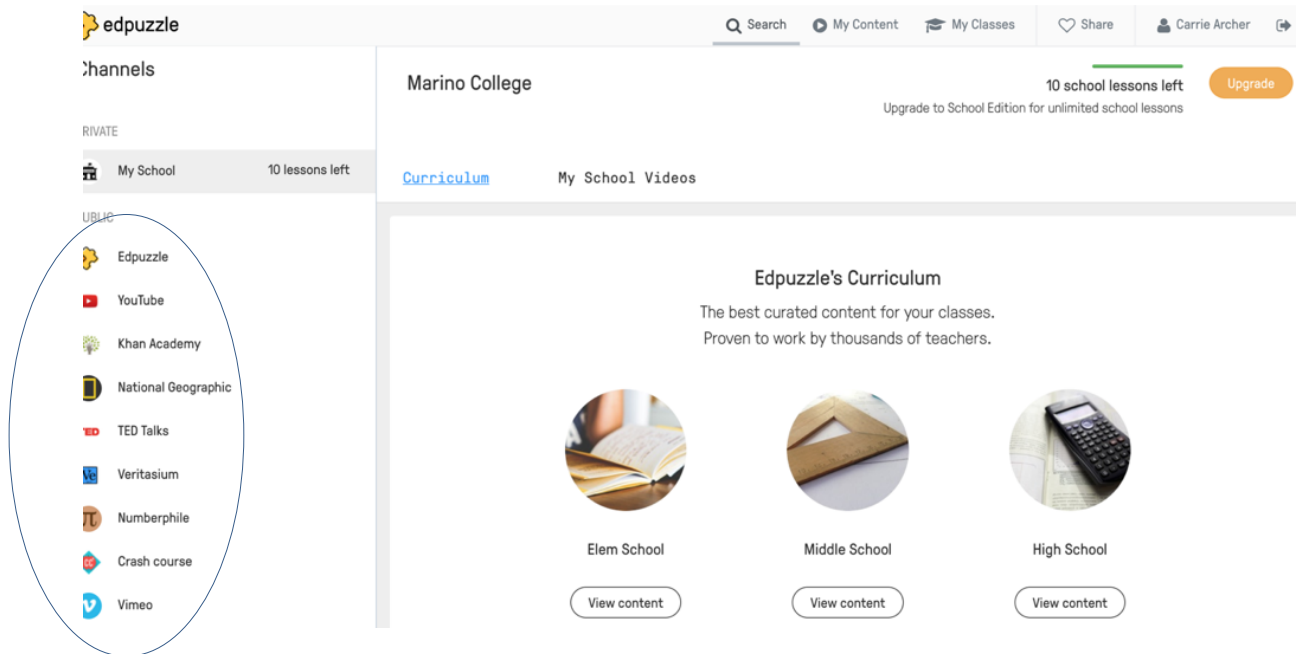 edpuzzle
Search
My Content
My Classes
Share
Carrie Archer
Channels
RIVATE
My School
10 lessons left
UBLIC
Edpuzzle
YouTube
Khan Academy
National Geographic
TED Talks
Veritasium
Numberphile
Crash course
Vimeo
Marino College
10 school lessons left
Upgrade to School Edition for unlimited school lessons
Upgrade
Curriculum
My School Videos
Edpuzzle's Curriculum
The best curated content for your classes.
Proven to work by thousands of teachers.
Elem School
Middle School
High School
View content
View content
View content